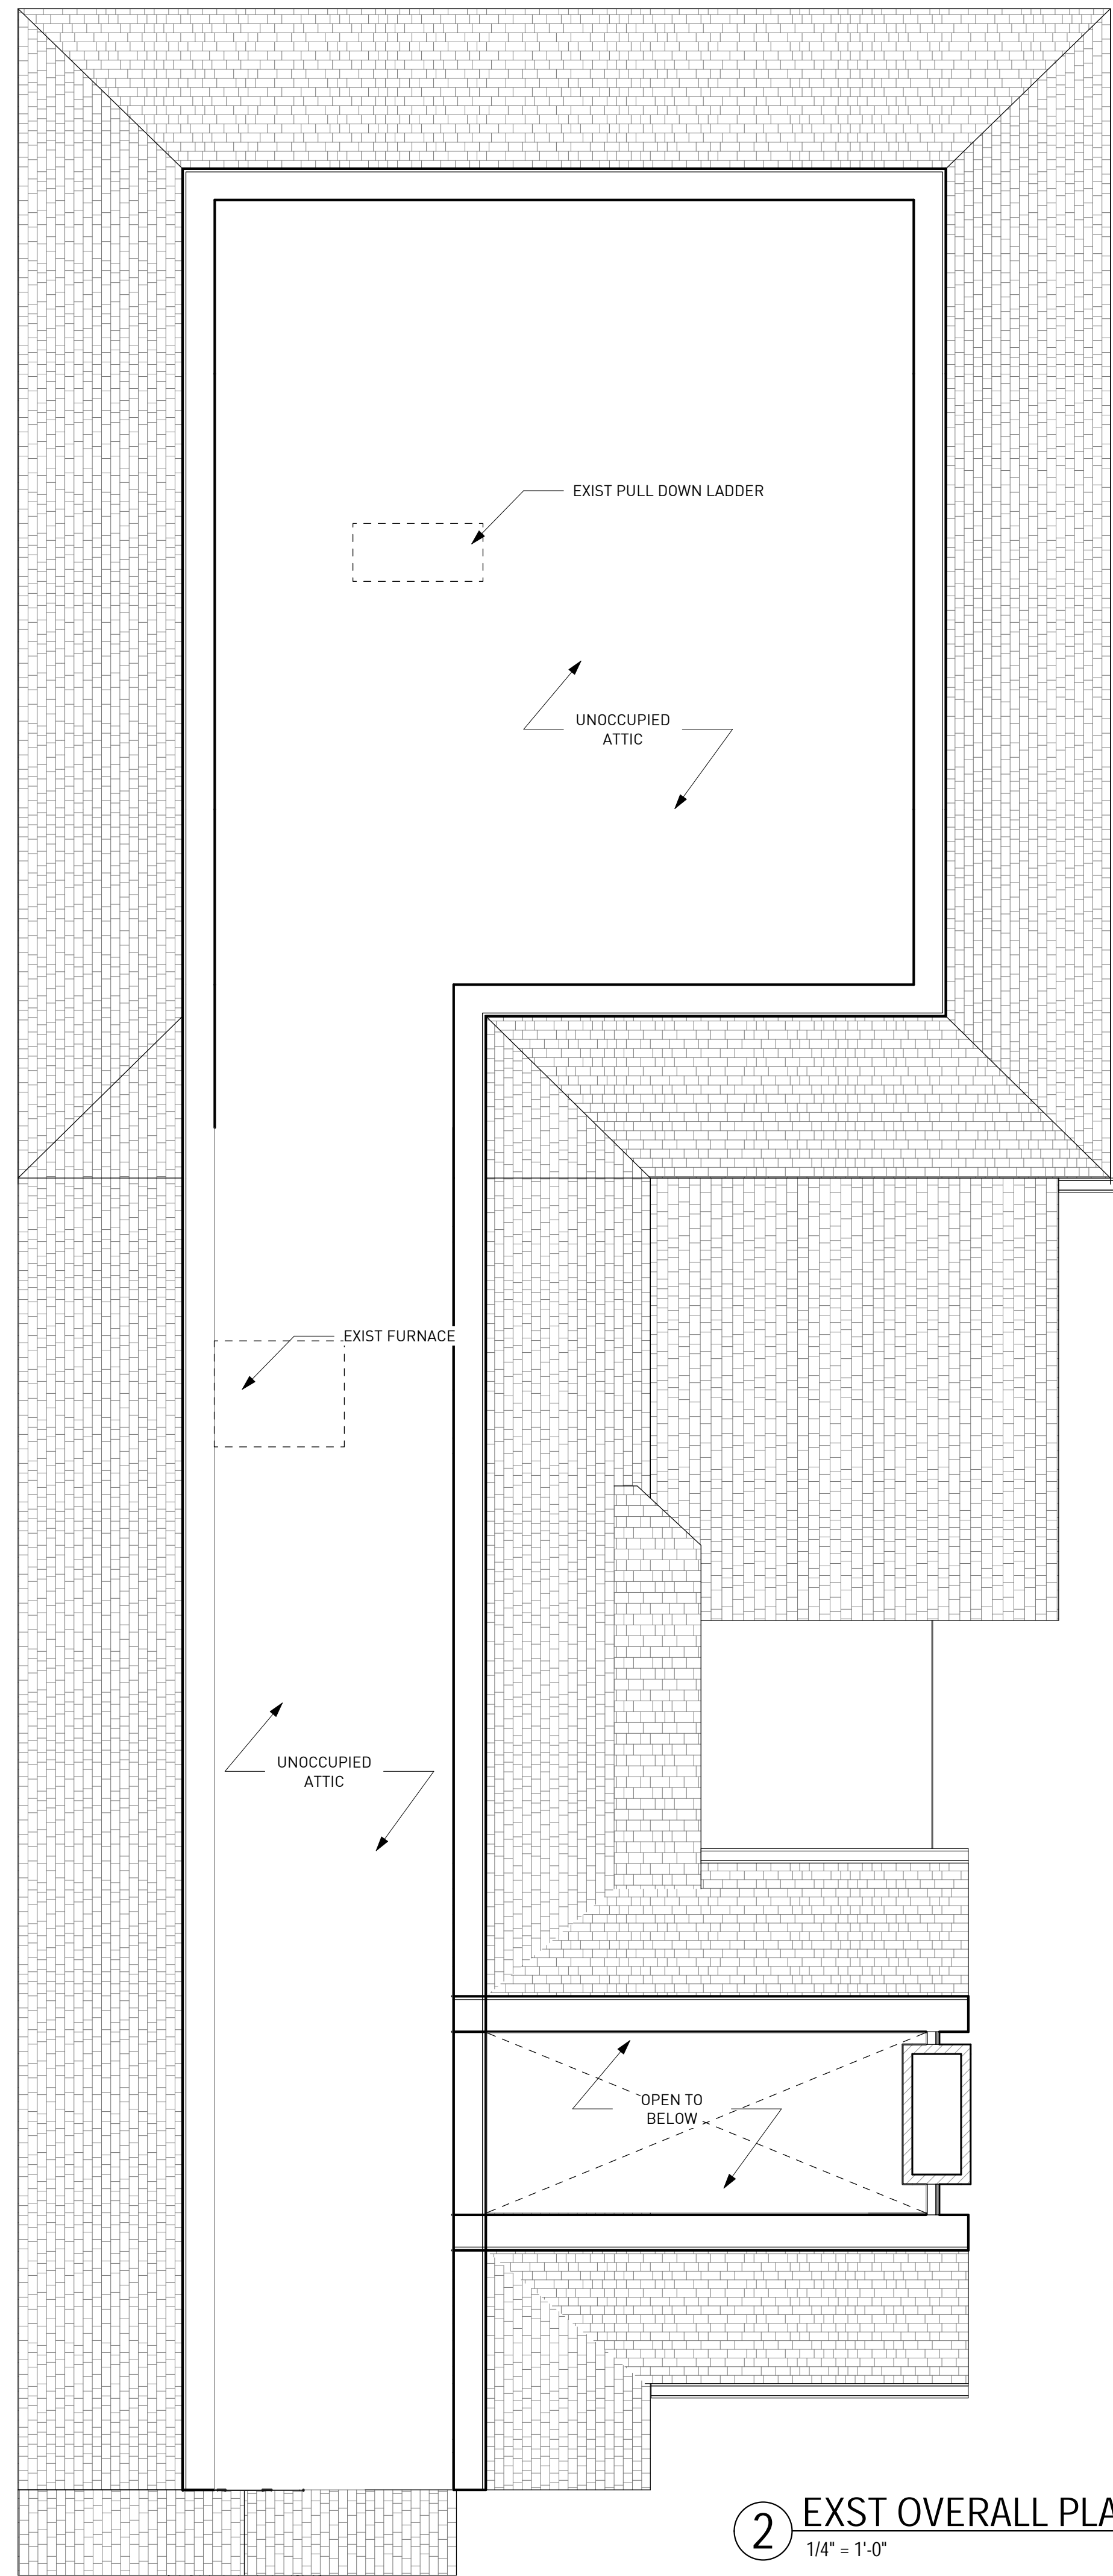 EXIST PULL DOWN LADDER
UNOCCUPIED
ATTIC
EXIST FURNACE
UNOCCUPIED
ATTIC
OPEN TO
BELOW
2
EXST OVERALL PLA
1/4" = 1'-0"